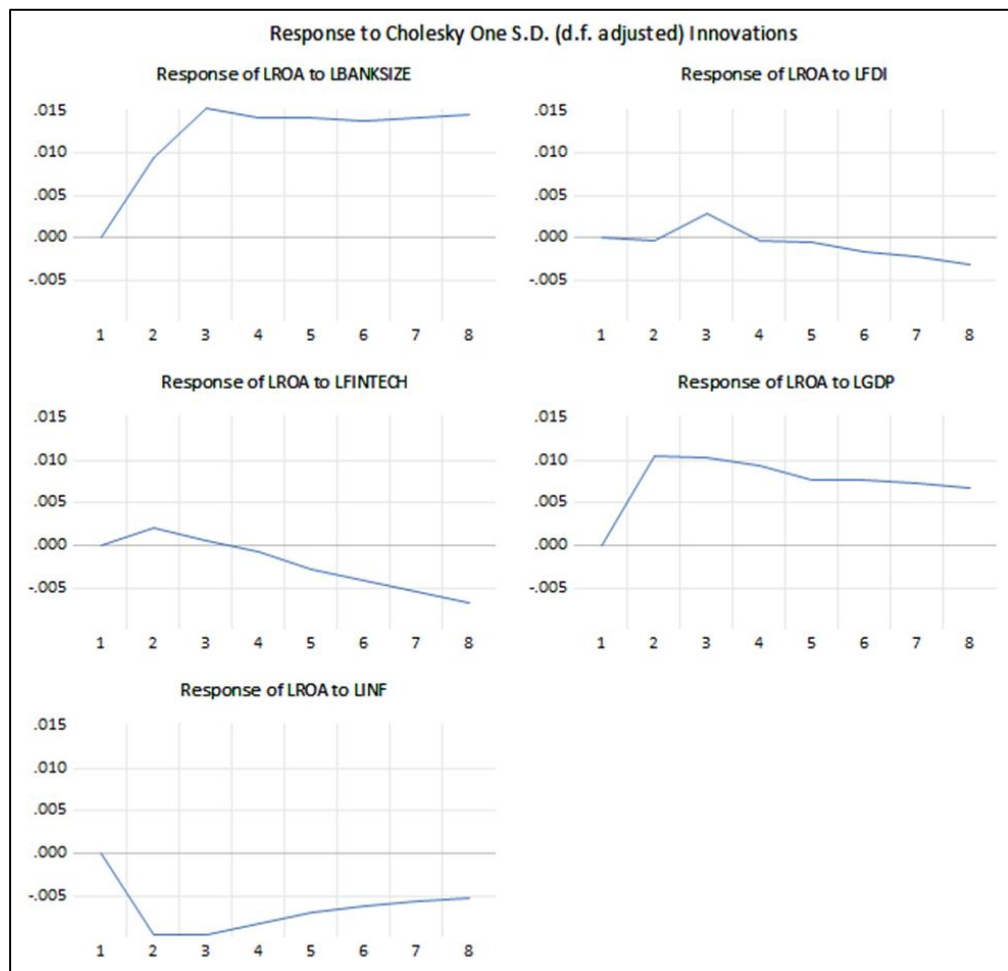 Response to Cholesky One S.D. (d.f. adjusted) Innovations
Response of LROA to LBANKSIZE
.015
.010
.005
.000
-.005
1 2 3 4 5 6 7 8
Response of LROA to LFDI
.015
.010
.005
.000
-.005
1 2 3 4 5 6 7 8
Response of LROA to LFINTECH
.015
.010
.005
.000
-.005
1 2 3 4 5 6 7 8
Response of LROA to LGDP
.015
.010
.005
.000
-.005
1 2 3 4 5 6 7 8
Response of LROA to LINF
.015
.010
.005
.000
-.005
1 2 3 4 5 6 7 8